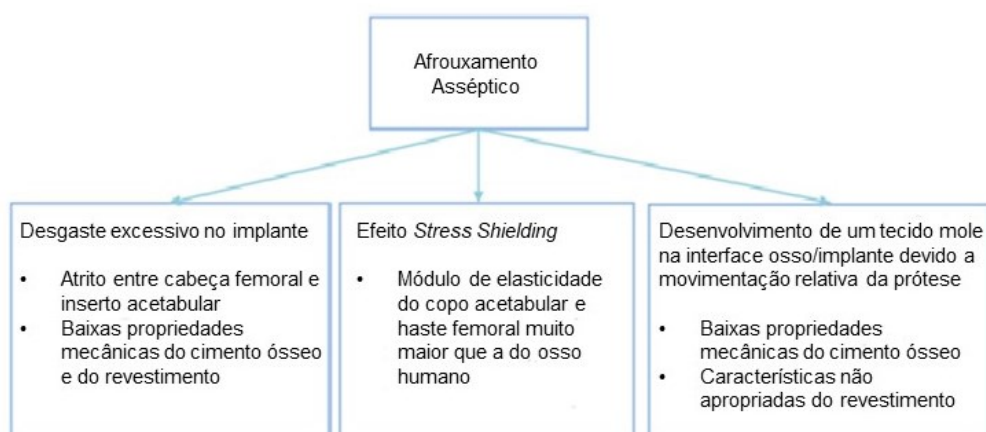 Afrouxamento
Asséptico
Desgaste excessivo no implante
• Atrito entre cabeça femoral e
inserto acetabular
• Baixas propriedades
mecânicas do cimento ósseo
e do revestimento
Efeito Stress Shielding
• Módulo de elasticidade
do copo acetabular e
haste femoral muito
maior que a do osso
humano
Desenvolvimento de um tecido mole
na interface osso/implante devido a
movimentação relativa da prótese
• Baixas propriedades
mecânicas do cimento ósseo
• Características não
apropriadas do revestimento